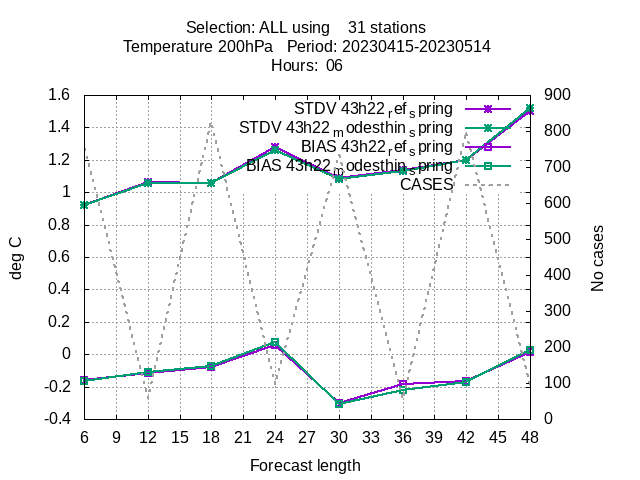 Selection: ALL using    31 stations
Temperature 200hPa   Period: 20230415-20230514
Hours:  06
STDV 43h22_ref_spring
STDV 43h22_modesthin_spring
BIAS 43h22_ref_spring
BIAS 43h22_modesthin_spring
CASES
1.6
1.4
1.2
1
0.8
0.6
0.4
0.2
0
-0.2
-0.4
deg C
900
800
700
600
500
400
300
200
100
0
No cases
6 9 12 15 18 21 24 27 30 33 36 39 42 45 48
Forecast length